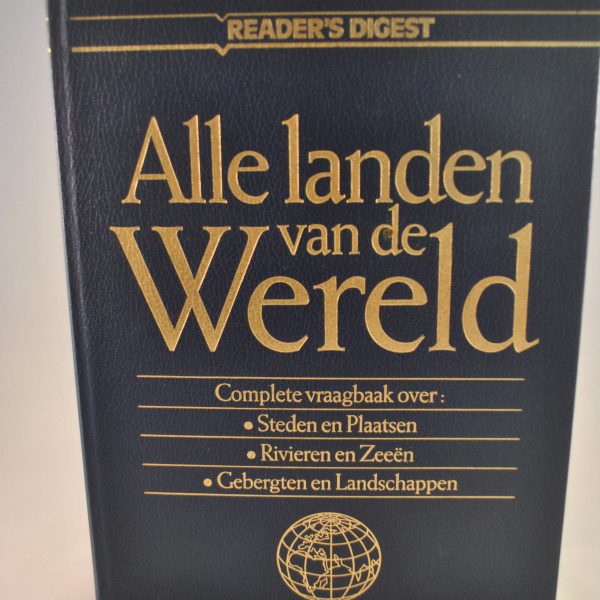 READER'S DIGEST
Alle landen
van de
Wereld
Complete vraagbaak over:
• Steden en Plaatsen
• Rivieren en Zeeën
• Gebergten en Landschappen